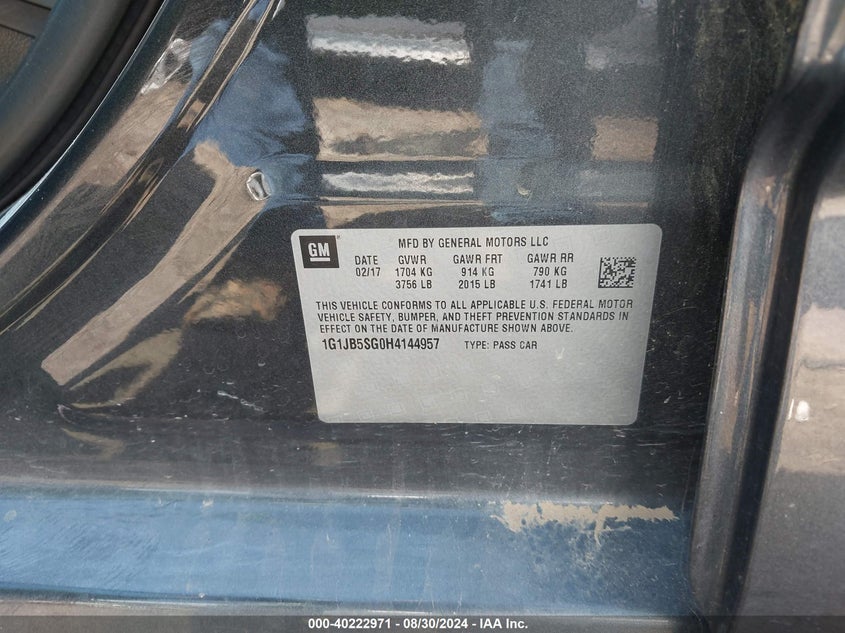 GM
MFD BY GENERAL MOTORS LLC
DATE GVWR GAWR FRT GAWR RR
02/17 1704 KG 914 KG 790 KG
3756 LB 2015 LB 1741 LB
THIS VEHICLE CONFORMS TO ALL APPLICABLE U.S. FEDERAL MOTOR
VEHICLE SAFETY, BUMPER, AND THEFT PREVENTION STANDARDS IN
EFFECT ON THE DATE OF MANUFACTURE SHOWN ABOVE.
1G1JB5SG0H4144957 TYPE: PASS CAR
000-40222971 - 08/30/2024 - IAA Inc.